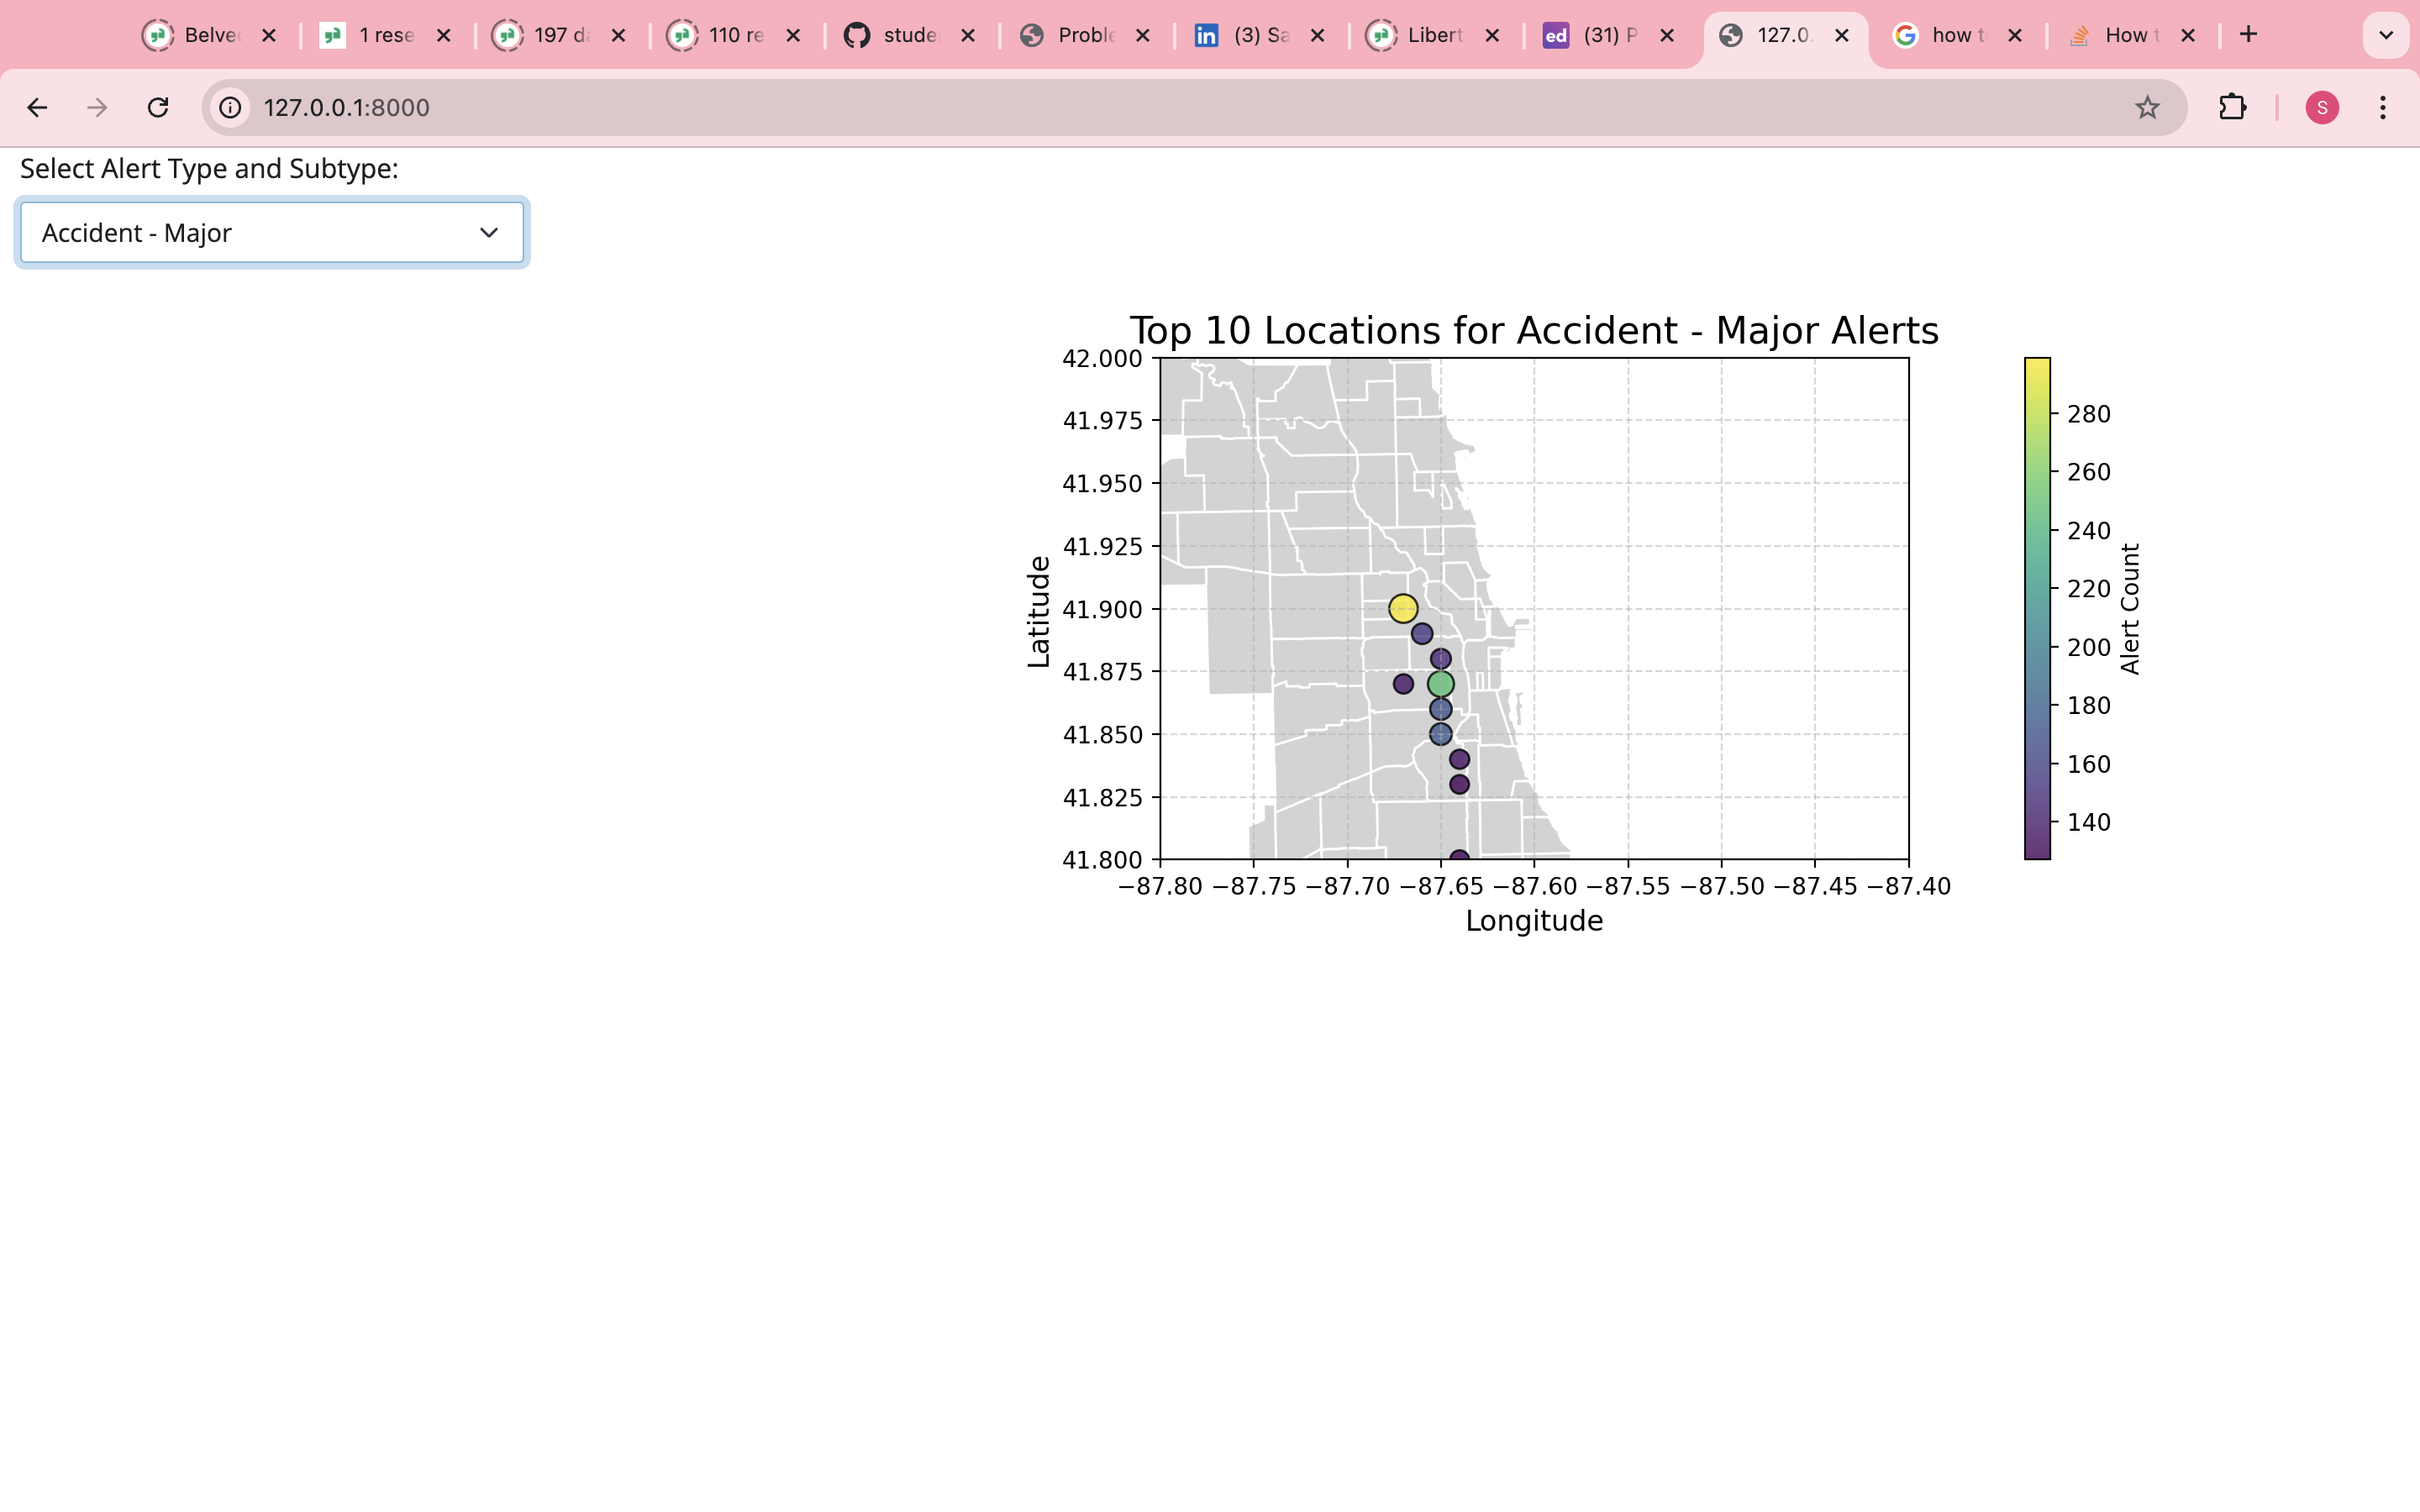 Belve 1 rese 197 d 110 re stude Proble (3) Sa Libert ed (31) P 127.0. how t How t
127.0.0.1:8000 S
Select Alert Type and Subtype:
Accident - Major
Top 10 Locations for Accident - Major Alerts
42.000
41.975
41.950
41.925
41.900
41.875
41.850
41.825
41.800
Latitude
−87.80 −87.75 −87.70 −87.65 −87.60 −87.55 −87.50 −87.45 −87.40
Longitude
280
260
240
220
200
180
160
140
Alert Count